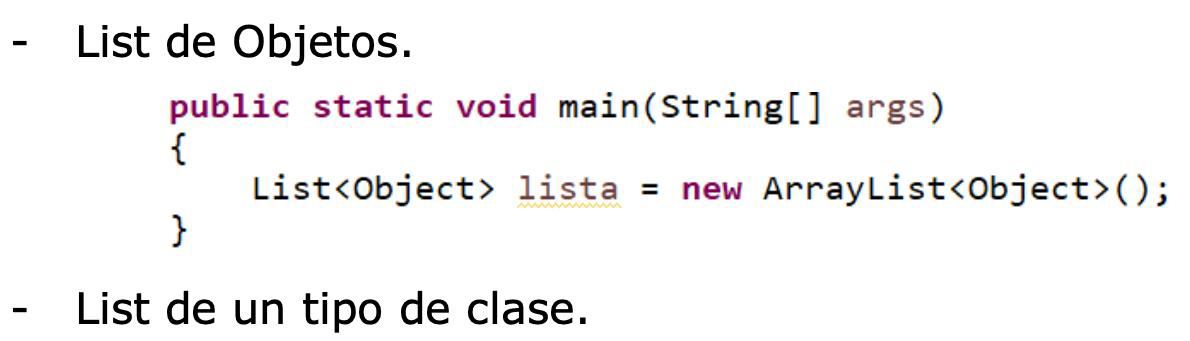 - List de Objetos.
public static void main(String[] args)
{
List<Object> lista = new ArrayList<Object>();
}
- List de un tipo de clase.